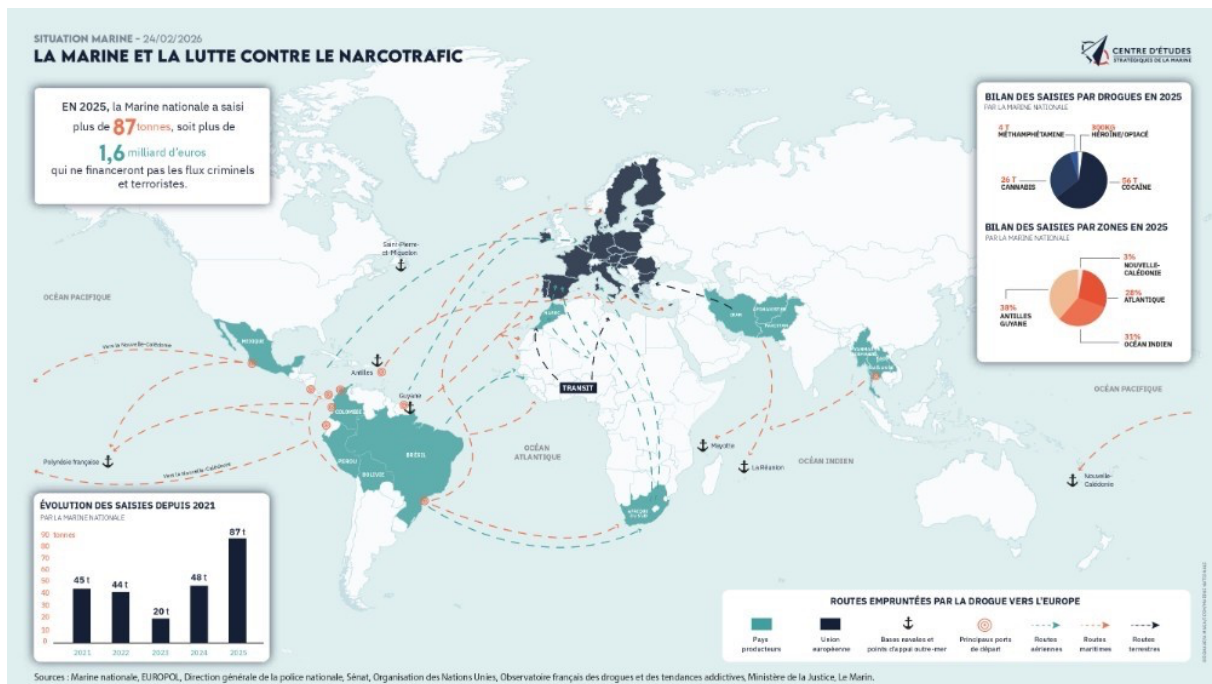 SITUATION MARINE - 24/02/2026
LA MARINE ET LA LUTTE CONTRE LE NARCOTRAFIC
CENTRE D'ÉTUDES
STRATÉGIQUES DE LA MARINE
EN 2025, la Marine nationale a saisi
plus de 87 tonnes, soit plus de
1,6 milliard d'euros
qui ne financeront pas les flux criminels
et terroristes.
BILAN DES SAISIES PAR DROGUES EN 2025
PAR LA MARINE NATIONALE
4 T
MÉTHAMPHÉTAMINE
300KG
HÉROÏNE/OPIACÉ
26 T
CANNABIS
56 T
COCAÏNE
BILAN DES SAISIES PAR ZONES EN 2025
PAR LA MARINE NATIONALE
3%
NOUVELLE-
CALÉDONIE
28%
ATLANTIQUE
38%
ANTILLES
GUYANE
31%
OCÉAN INDIEN
Saint-Pierre-
et-Miquelon
OCÉAN PACIFIQUE
MEXIQUE
Vers la Nouvelle-Calédonie
Antilles
Guyane
COLOMBIE
BRÉSIL
PÉROU
BOLIVIE
Polynésie française
Vers la Nouvelle-Calédonie
MAROC
IRAN
AFGHANISTAN
PAKISTAN
TRANSIT
OCÉAN
ATLANTIQUE
Mayotte
La Réunion
OCÉAN INDIEN
AFRIQUE
DU SUD
OCÉAN PACIFIQUE
Nouvelle-
Calédonie
ÉVOLUTION DES SAISIES DEPUIS 2021
PAR LA MARINE NATIONALE
90 tonnes
80
70
60
50
40
30
20
10
0
45 t
44 t
20 t
48 t
87 t
2021
2022
2023
2024
2025
ROUTES EMPRUNTÉES PAR LA DROGUE VERS L'EUROPE
Pays
producteurs
Union
européenne
Bases navales et
points d'appui outre-mer
Principaux ports
de départ
Routes
aériennes
Routes
maritimes
Routes
terrestres
Sources : Marine nationale, EUROPOL, Direction générale de la police nationale, Sénat, Organisation des Nations Unies, Observatoire français des drogues et des tendances addictives, Ministère de la Justice, Le Marin.